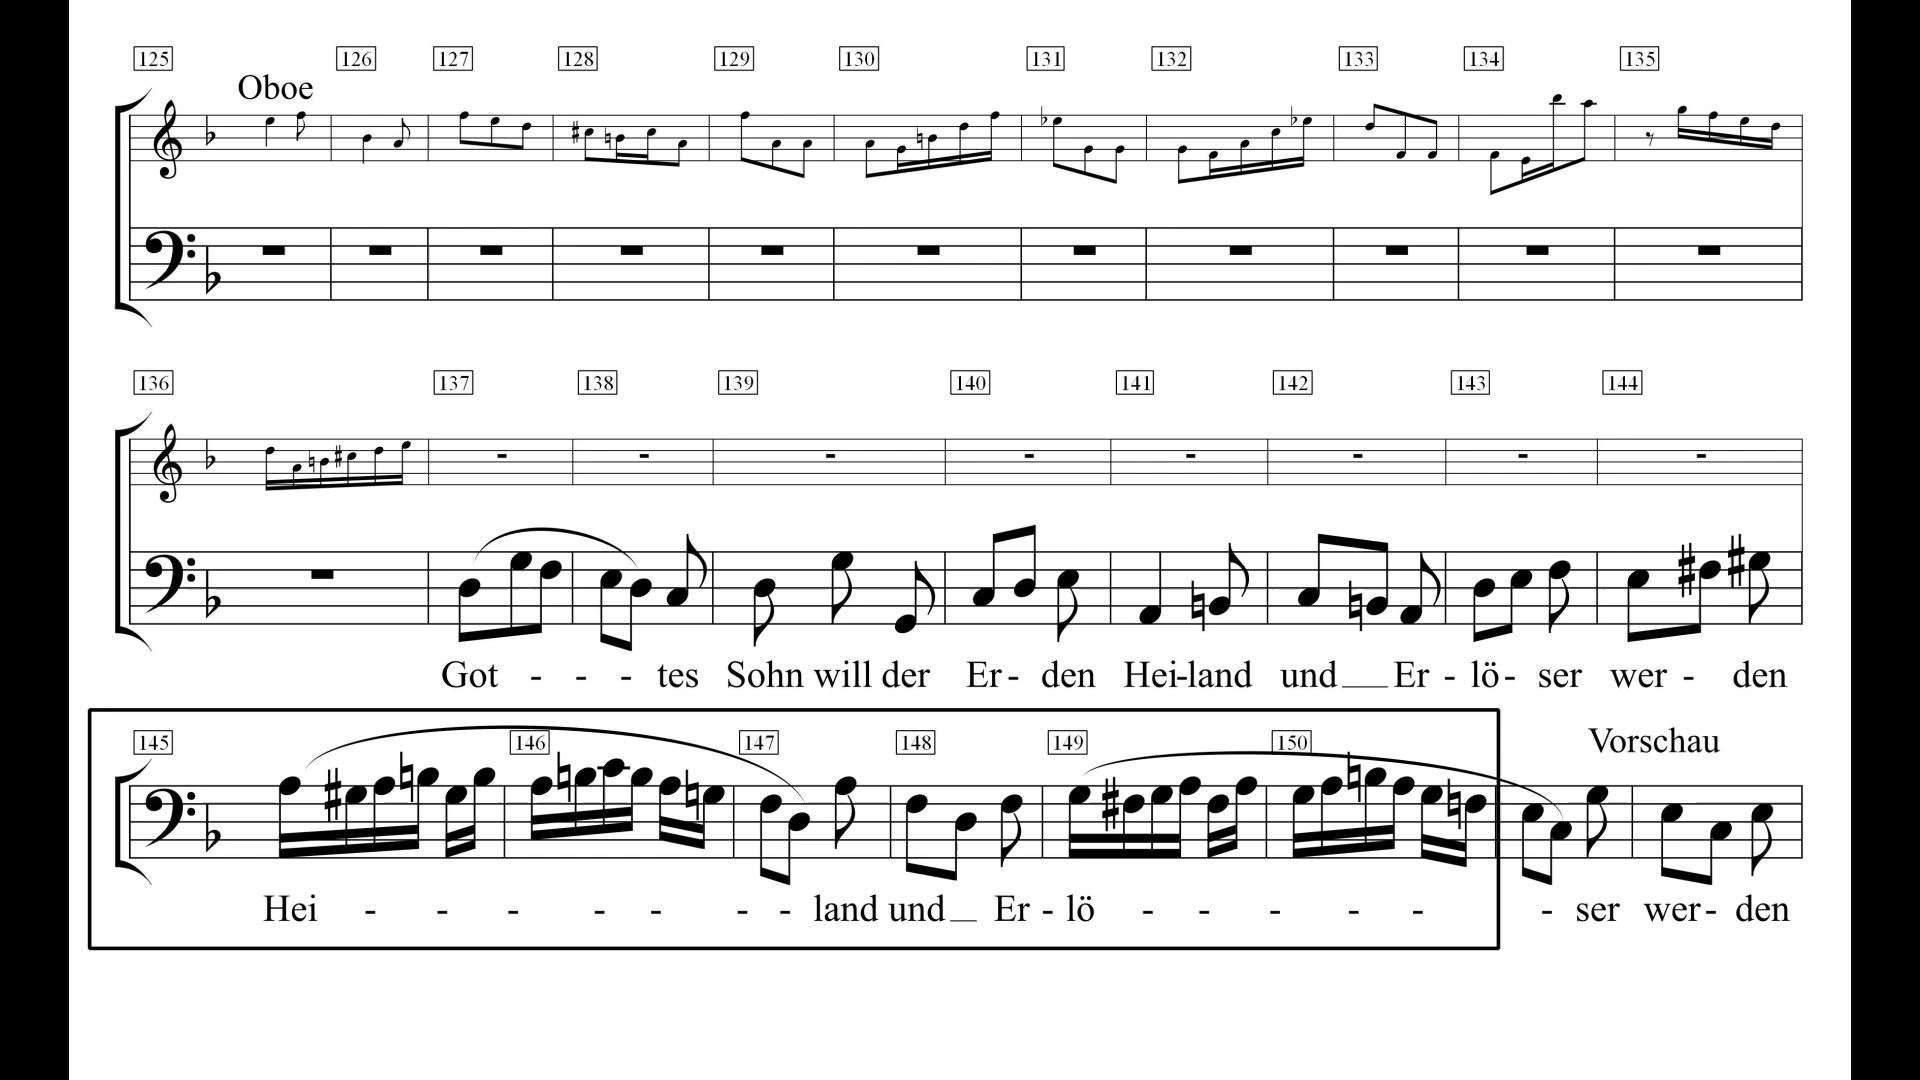 125 126 127 128 129 130 131 132 133 134 135
Oboe
136 137 138 139 140 141 142 143 144
Got - - - tes Sohn will der Er - den Hei-land und __ Er - lö - ser wer - den
145 146 147 148 149 150 Vorschau
Hei - - - - - - - land und __ Er - lö - - - - - - ser wer - den